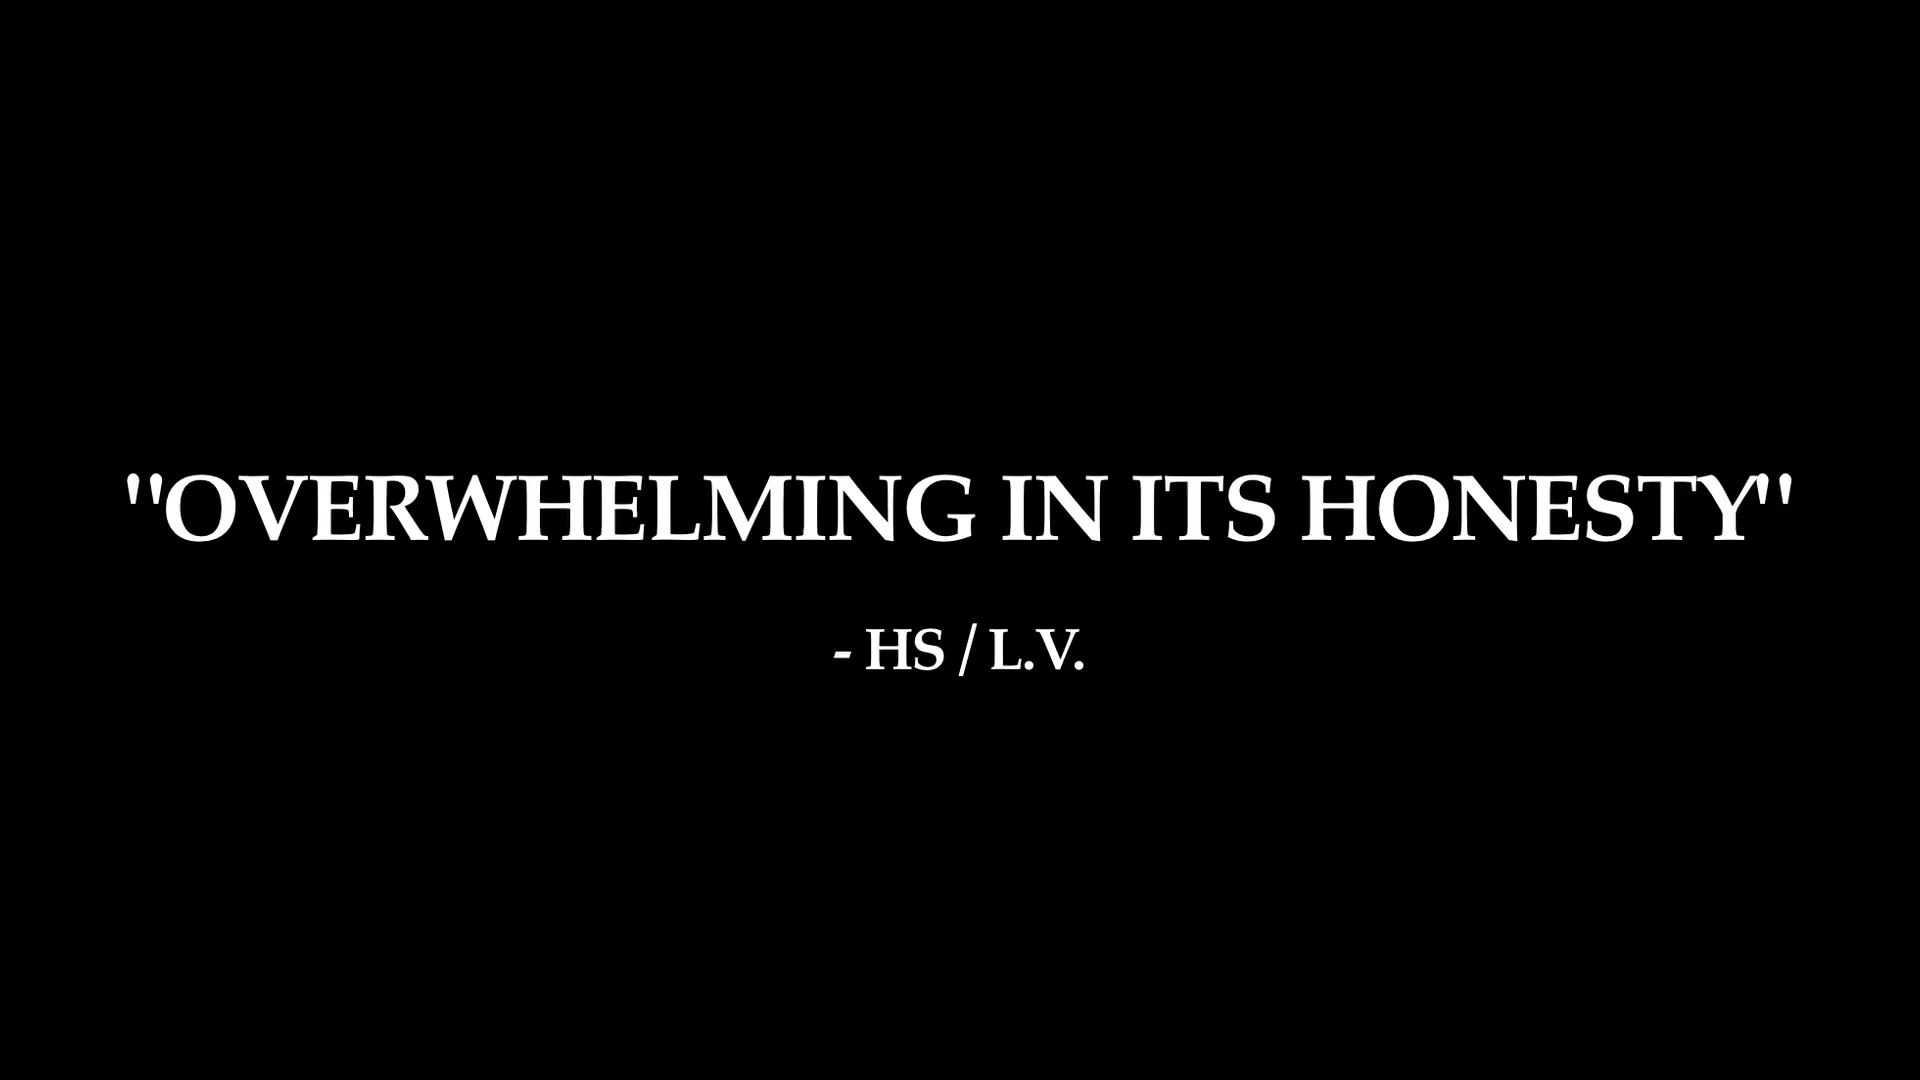 "OVERWHELMING IN ITS HONESTY"
- HS / L.V.